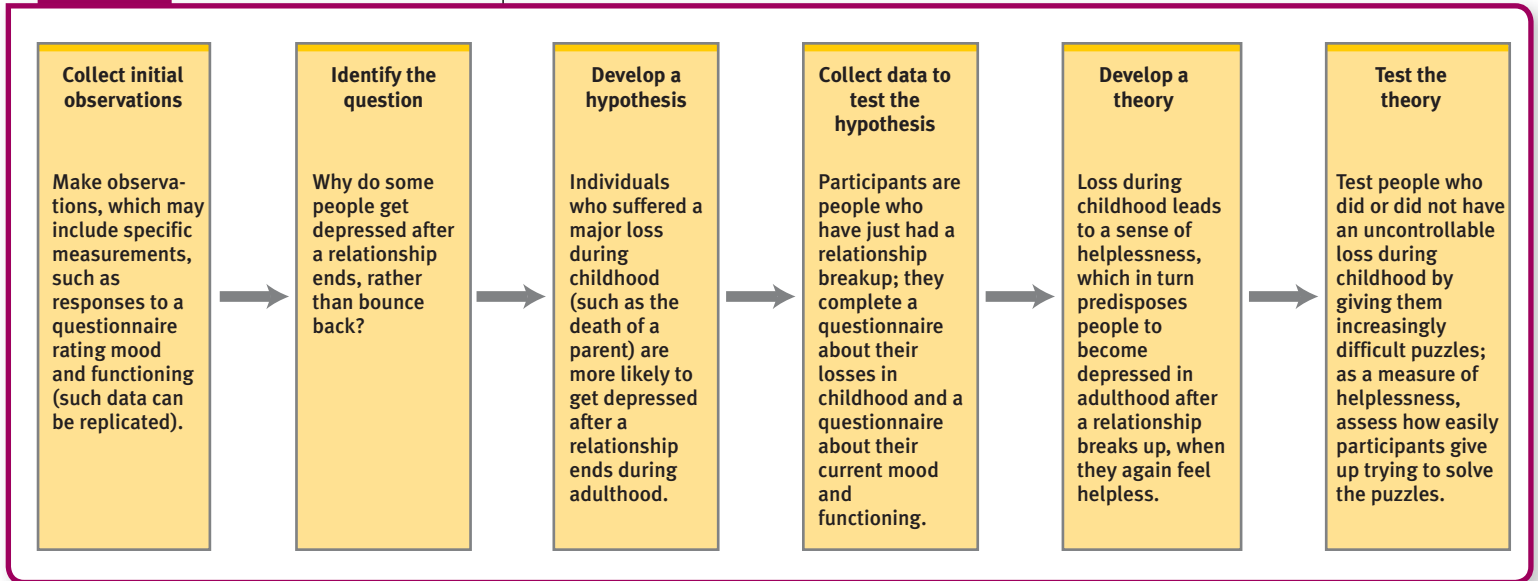 Collect initial
observations
Make observa-
tions, which may
include specific
measurements,
such as
responses to a
questionnaire
rating mood
and functioning
(such data can
be replicated).
Identify the
question
Why do some
people get
depressed after
a relationship
ends, rather
than bounce
back?
Develop a
hypothesis
Individuals
who suffered a
major loss
during
childhood
(such as the
death of a
parent) are
more likely to
get depressed
after a
relationship
ends during
adulthood.
Collect data to
test the
hypothesis
Participants are
people who
have just had a
relationship
breakup; they
complete a
questionnaire
about their
losses in
childhood and a
questionnaire
about their
current mood
and
functioning.
Develop a
theory
Loss during
childhood leads
to a sense of
helplessness,
which in turn
predisposes
people to
become
depressed in
adulthood after
a relationship
breaks up, when
they again feel
helpless.
Test the
theory
Test people who
did or did not have
an uncontrollable
loss during
childhood by
giving them
increasingly
difficult puzzles;
as a measure of
helplessness,
assess how easily
participants give
up trying to solve
the puzzles.